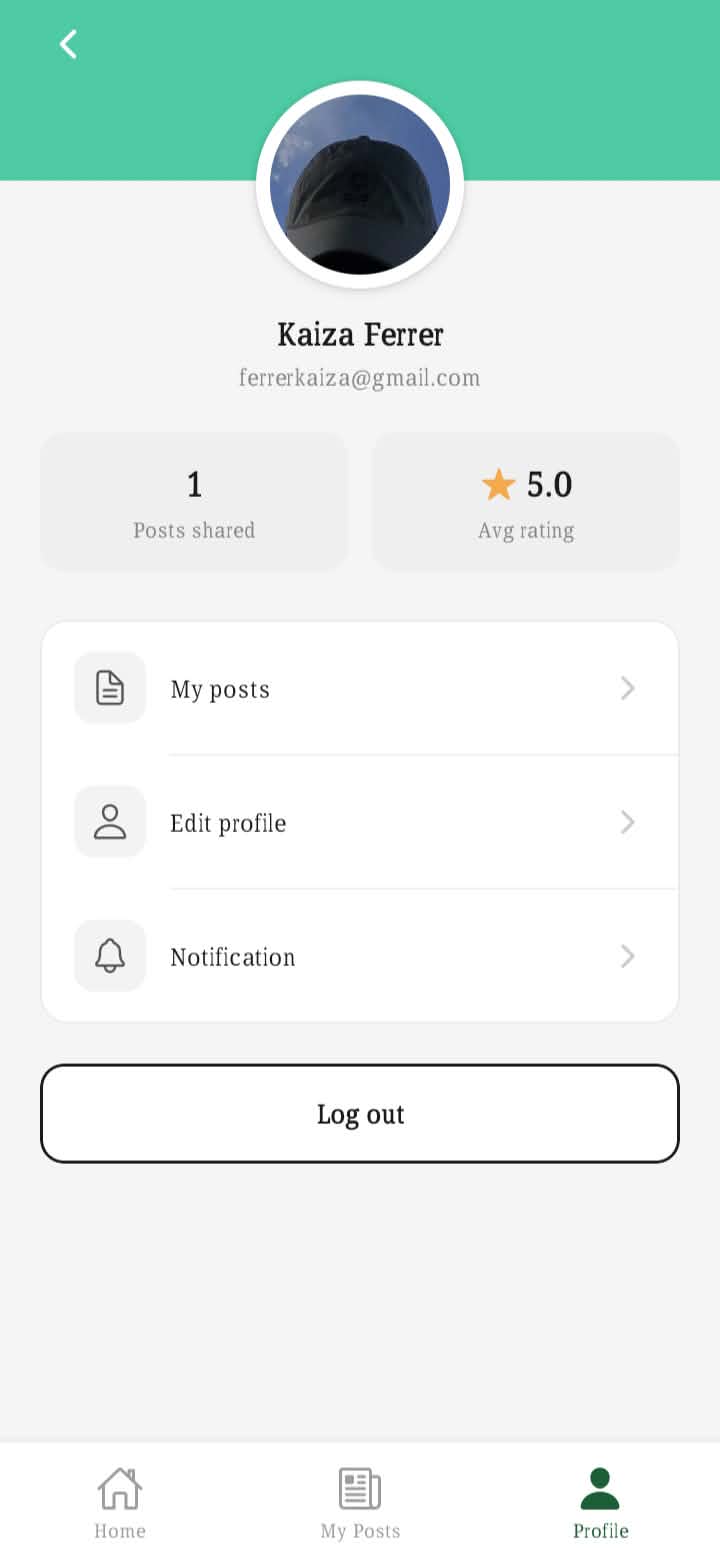 Kaiza Ferrer
ferrerkaiza@gmail.com
1
Posts shared
5.0
Avg rating
My posts
Edit profile
Notification
Log out
Home
My Posts
Profile